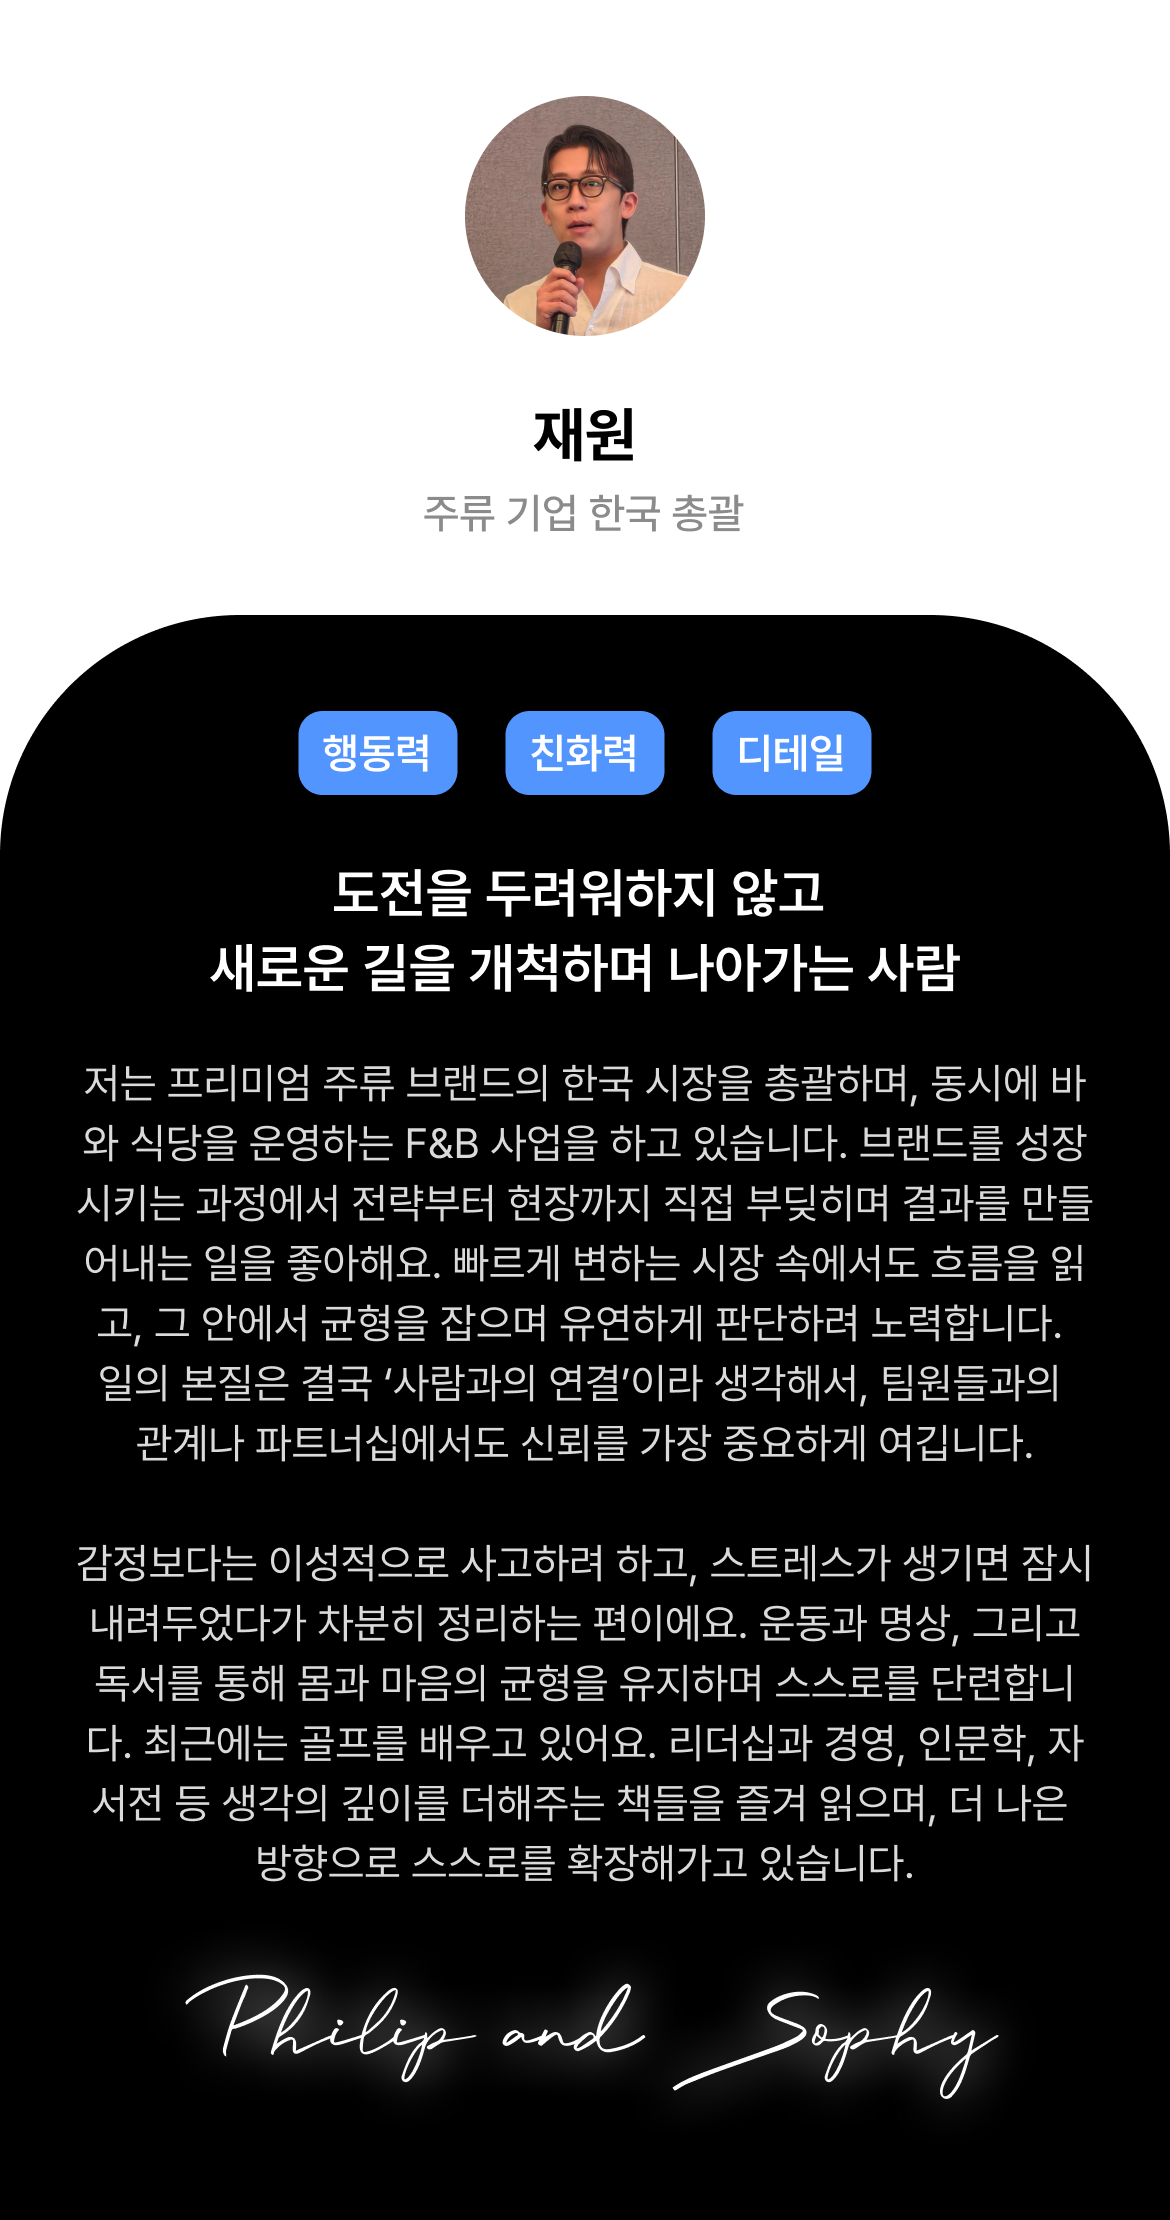 재원
주류 기업 한국 총괄
행동력 친화력 디테일
도전을 두려워하지 않고
새로운 길을 개척하며 나아가는 사람
저는 프리미엄 주류 브랜드의 한국 시장을 총괄하며, 동시에 바
와 식당을 운영하는 F&B 사업을 하고 있습니다. 브랜드를 성장
시키는 과정에서 전략부터 현장까지 직접 부딪히며 결과를 만들
어내는 일을 좋아해요. 빠르게 변하는 시장 속에서도 흐름을 읽
고, 그 안에서 균형을 잡으며 유연하게 판단하려 노력합니다.
일의 본질은 결국 ‘사람과의 연결’이라 생각해서, 팀원들과의
관계나 파트너십에서도 신뢰를 가장 중요하게 여깁니다.
감정보다는 이성적으로 사고하려 하고, 스트레스가 생기면 잠시
내려두었다가 차분히 정리하는 편이에요. 운동과 명상, 그리고
독서를 통해 몸과 마음의 균형을 유지하며 스스로를 단련합니
다. 최근에는 골프를 배우고 있어요. 리더십과 경영, 인문학, 자
서전 등 생각의 깊이를 더해주는 책들을 즐겨 읽으며, 더 나은
방향으로 스스로를 확장해가고 있습니다.
Philip and Sophy